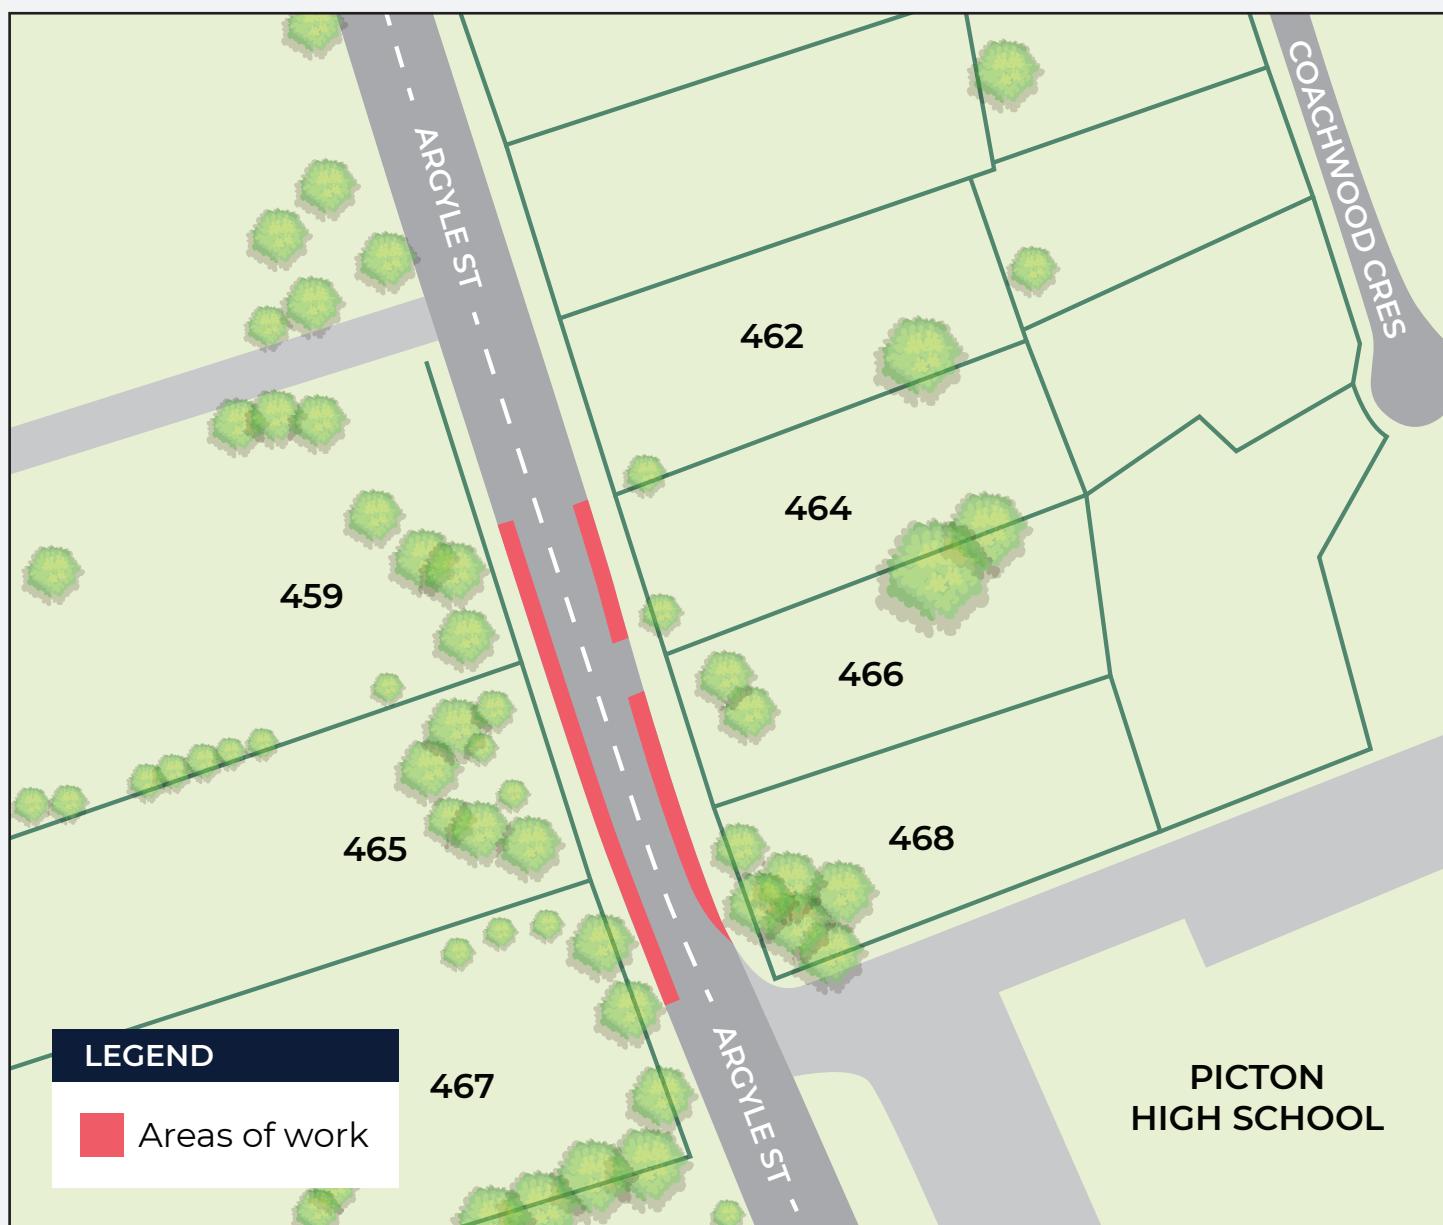 COACHWOOD CRES
ARGYLE ST
462
464
459
466
468
465
467
ARGYLE ST
PICTON
HIGH SCHOOL
LEGEND
Areas of work